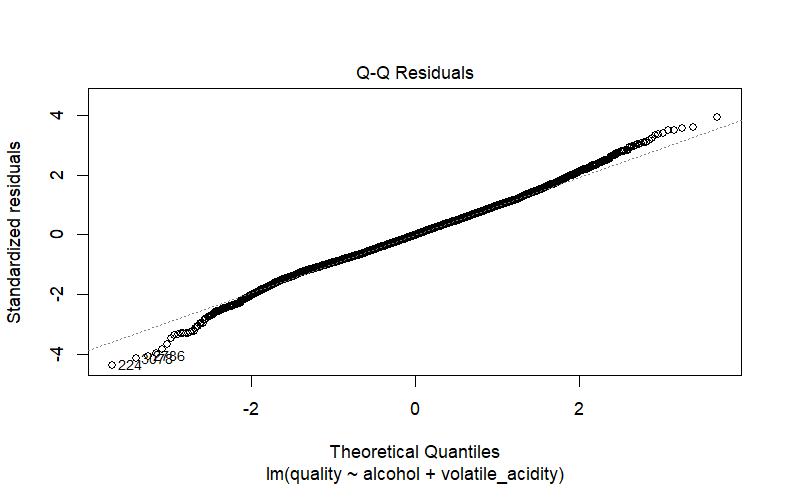 Q-Q Residuals
Standardized residuals
4
2
0
-2
-4
224
-2
0
2
Theoretical Quantiles
lm(quality ~ alcohol + volatile_acidity)